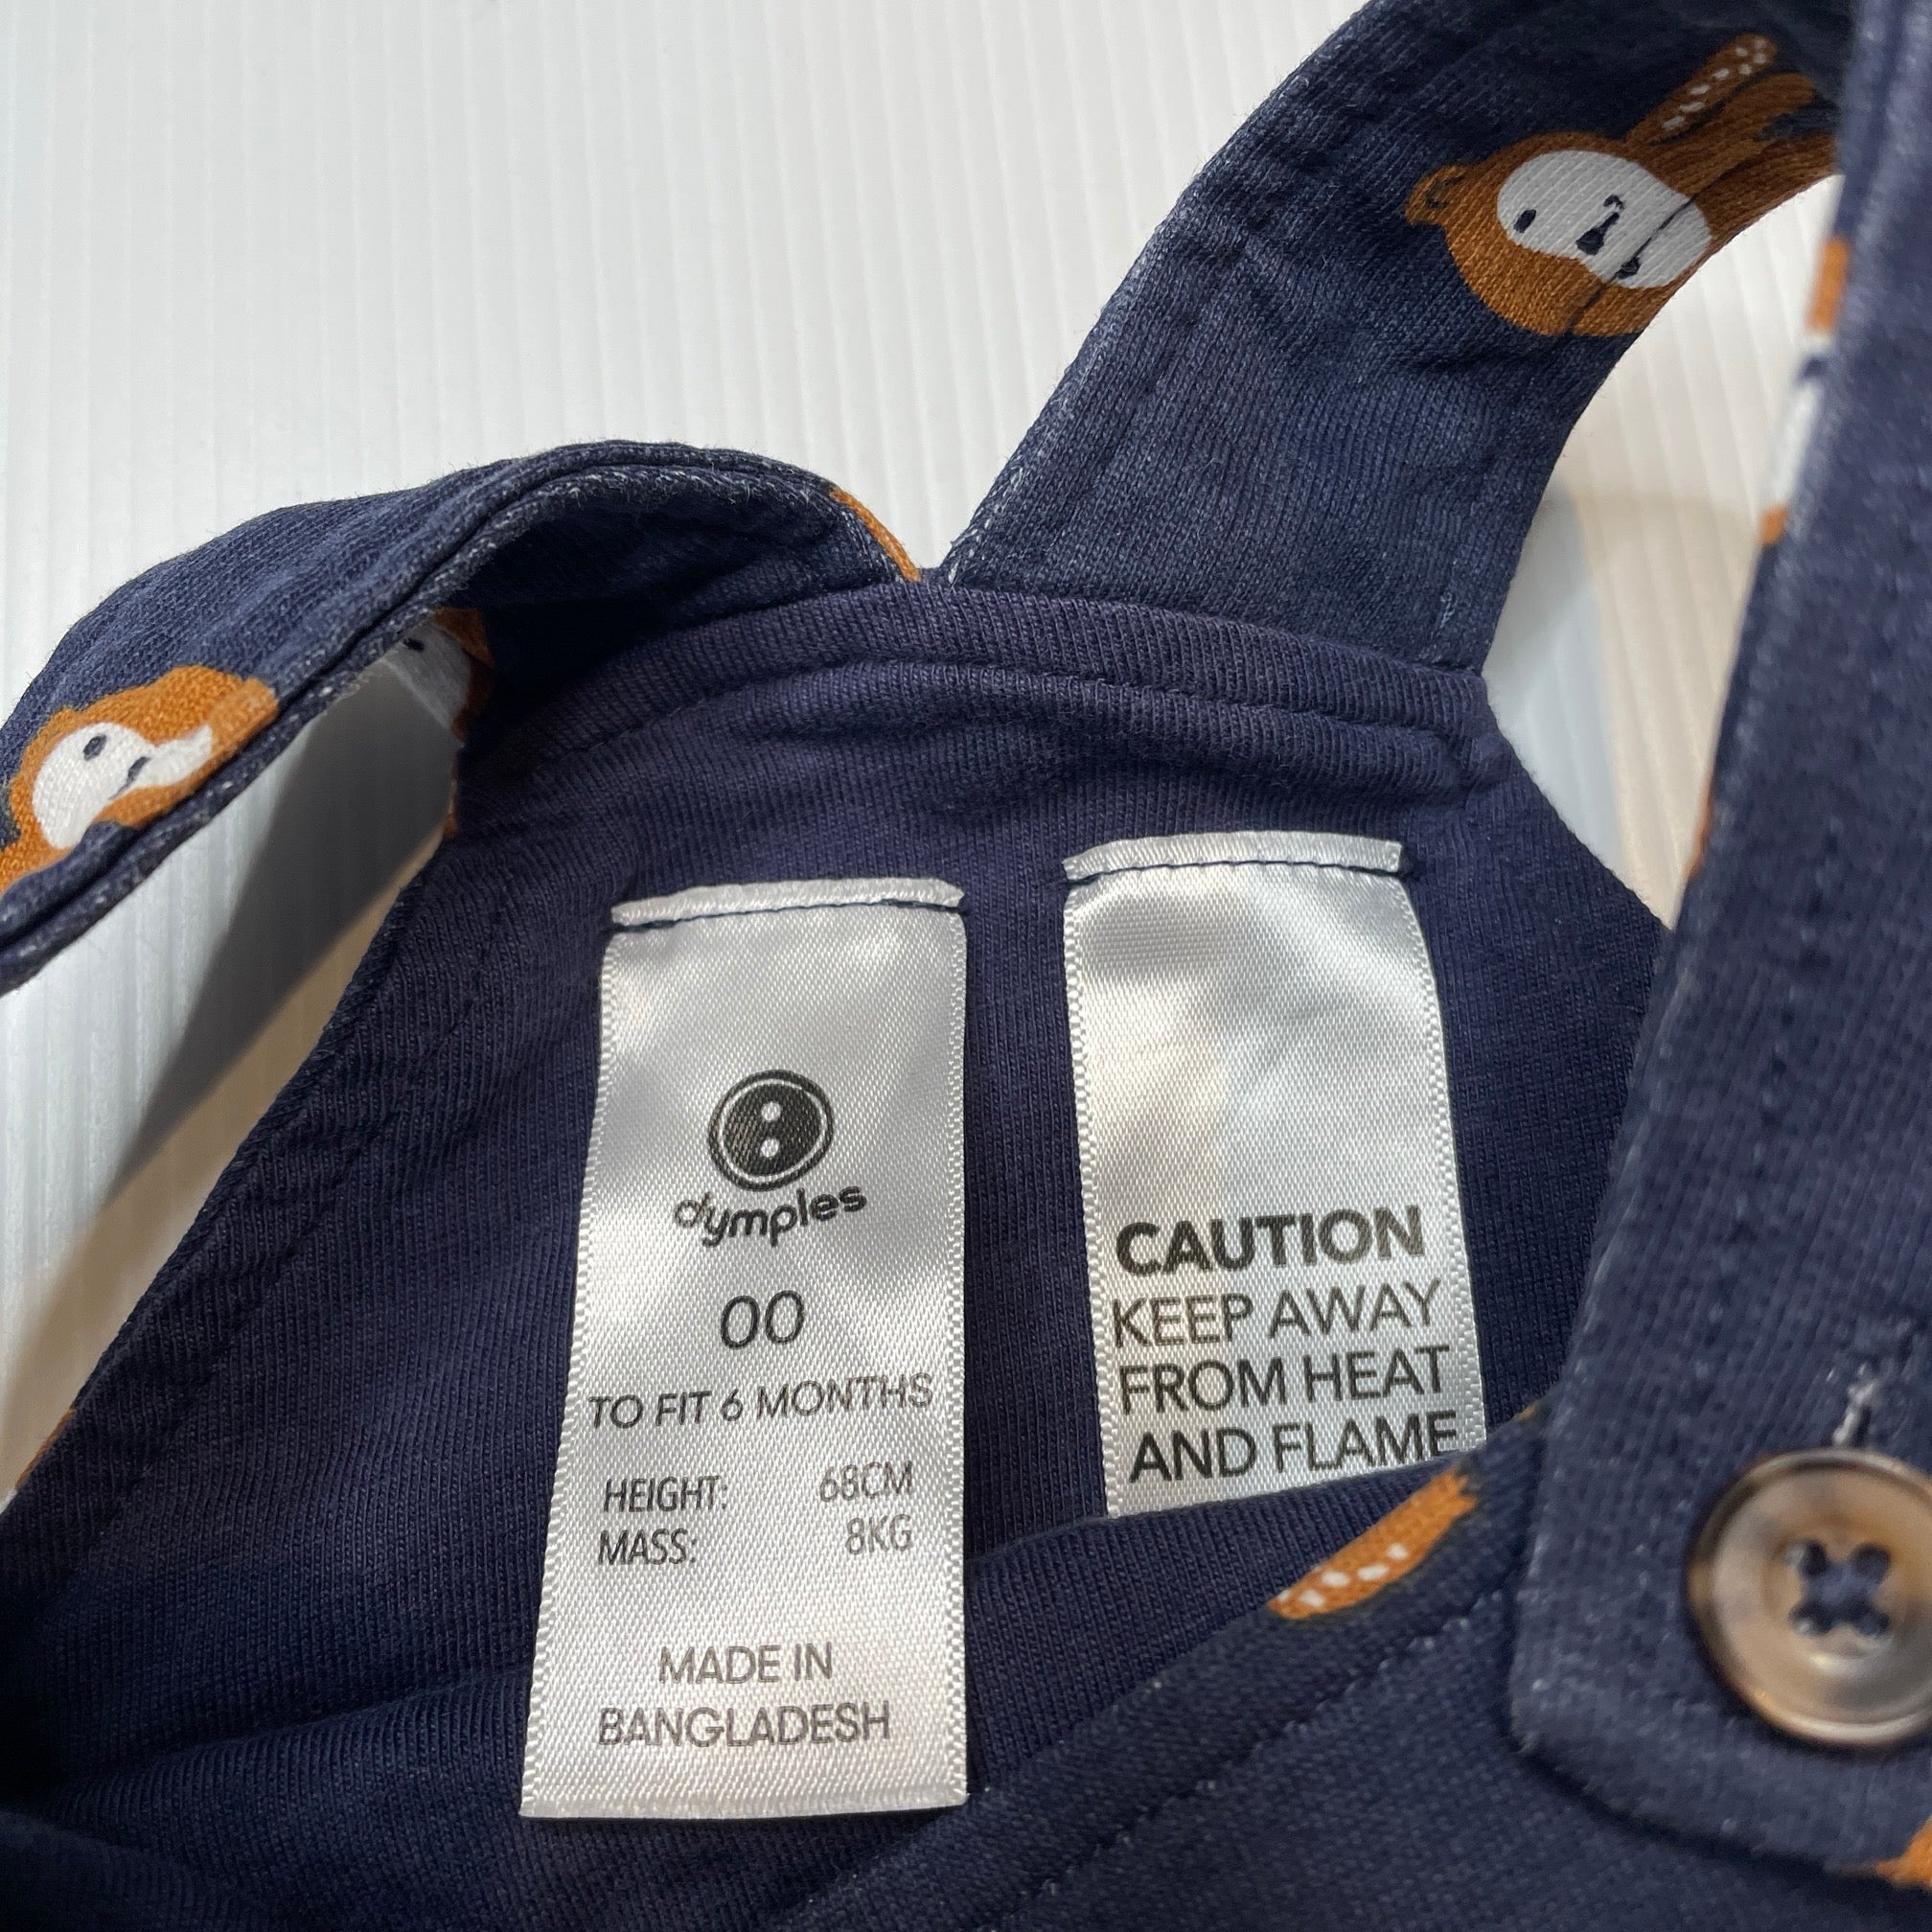 dymples
00
TO FIT 6 MONTHS
HEIGHT: 68CM
MASS: 8KG
MADE IN
BANGLADESH
CAUTION
KEEP AWAY
FROM HEAT
AND FLAME